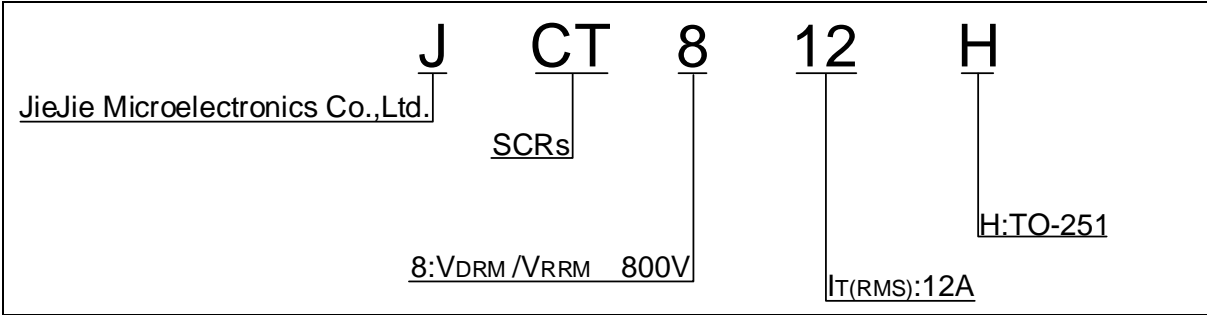 J CT 8 12 H
JieJie Microelectronics Co.,Ltd.
SCRs
H:TO-251
8:VDRM /VRRM 800V
IT(RMS):12A